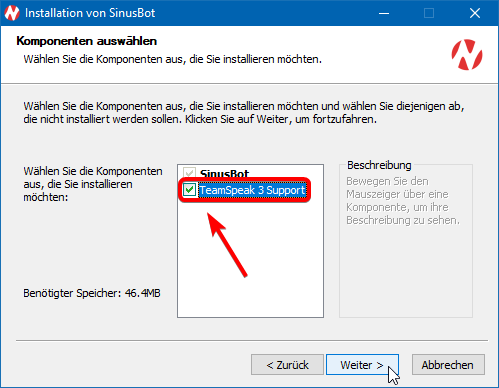 Installation von SinusBot
Komponenten auswählen
Wählen Sie die Komponenten aus, die Sie installieren möchten.
Wählen Sie die Komponenten aus, die Sie installieren möchten und wählen Sie diejenigen ab,
die nicht installiert werden sollen. Klicken Sie auf Weiter, um fortzufahren.
Wählen Sie die Komponenten
aus, die Sie installieren
möchten:
SinusBot
TeamSpeak 3 Support
Beschreibung
Bewegen Sie den
Mauszeiger über eine
Komponente, um ihre
Beschreibung zu sehen.
Benötigter Speicher: 46.4MB
< Zurück
Weiter >
Abbrechen